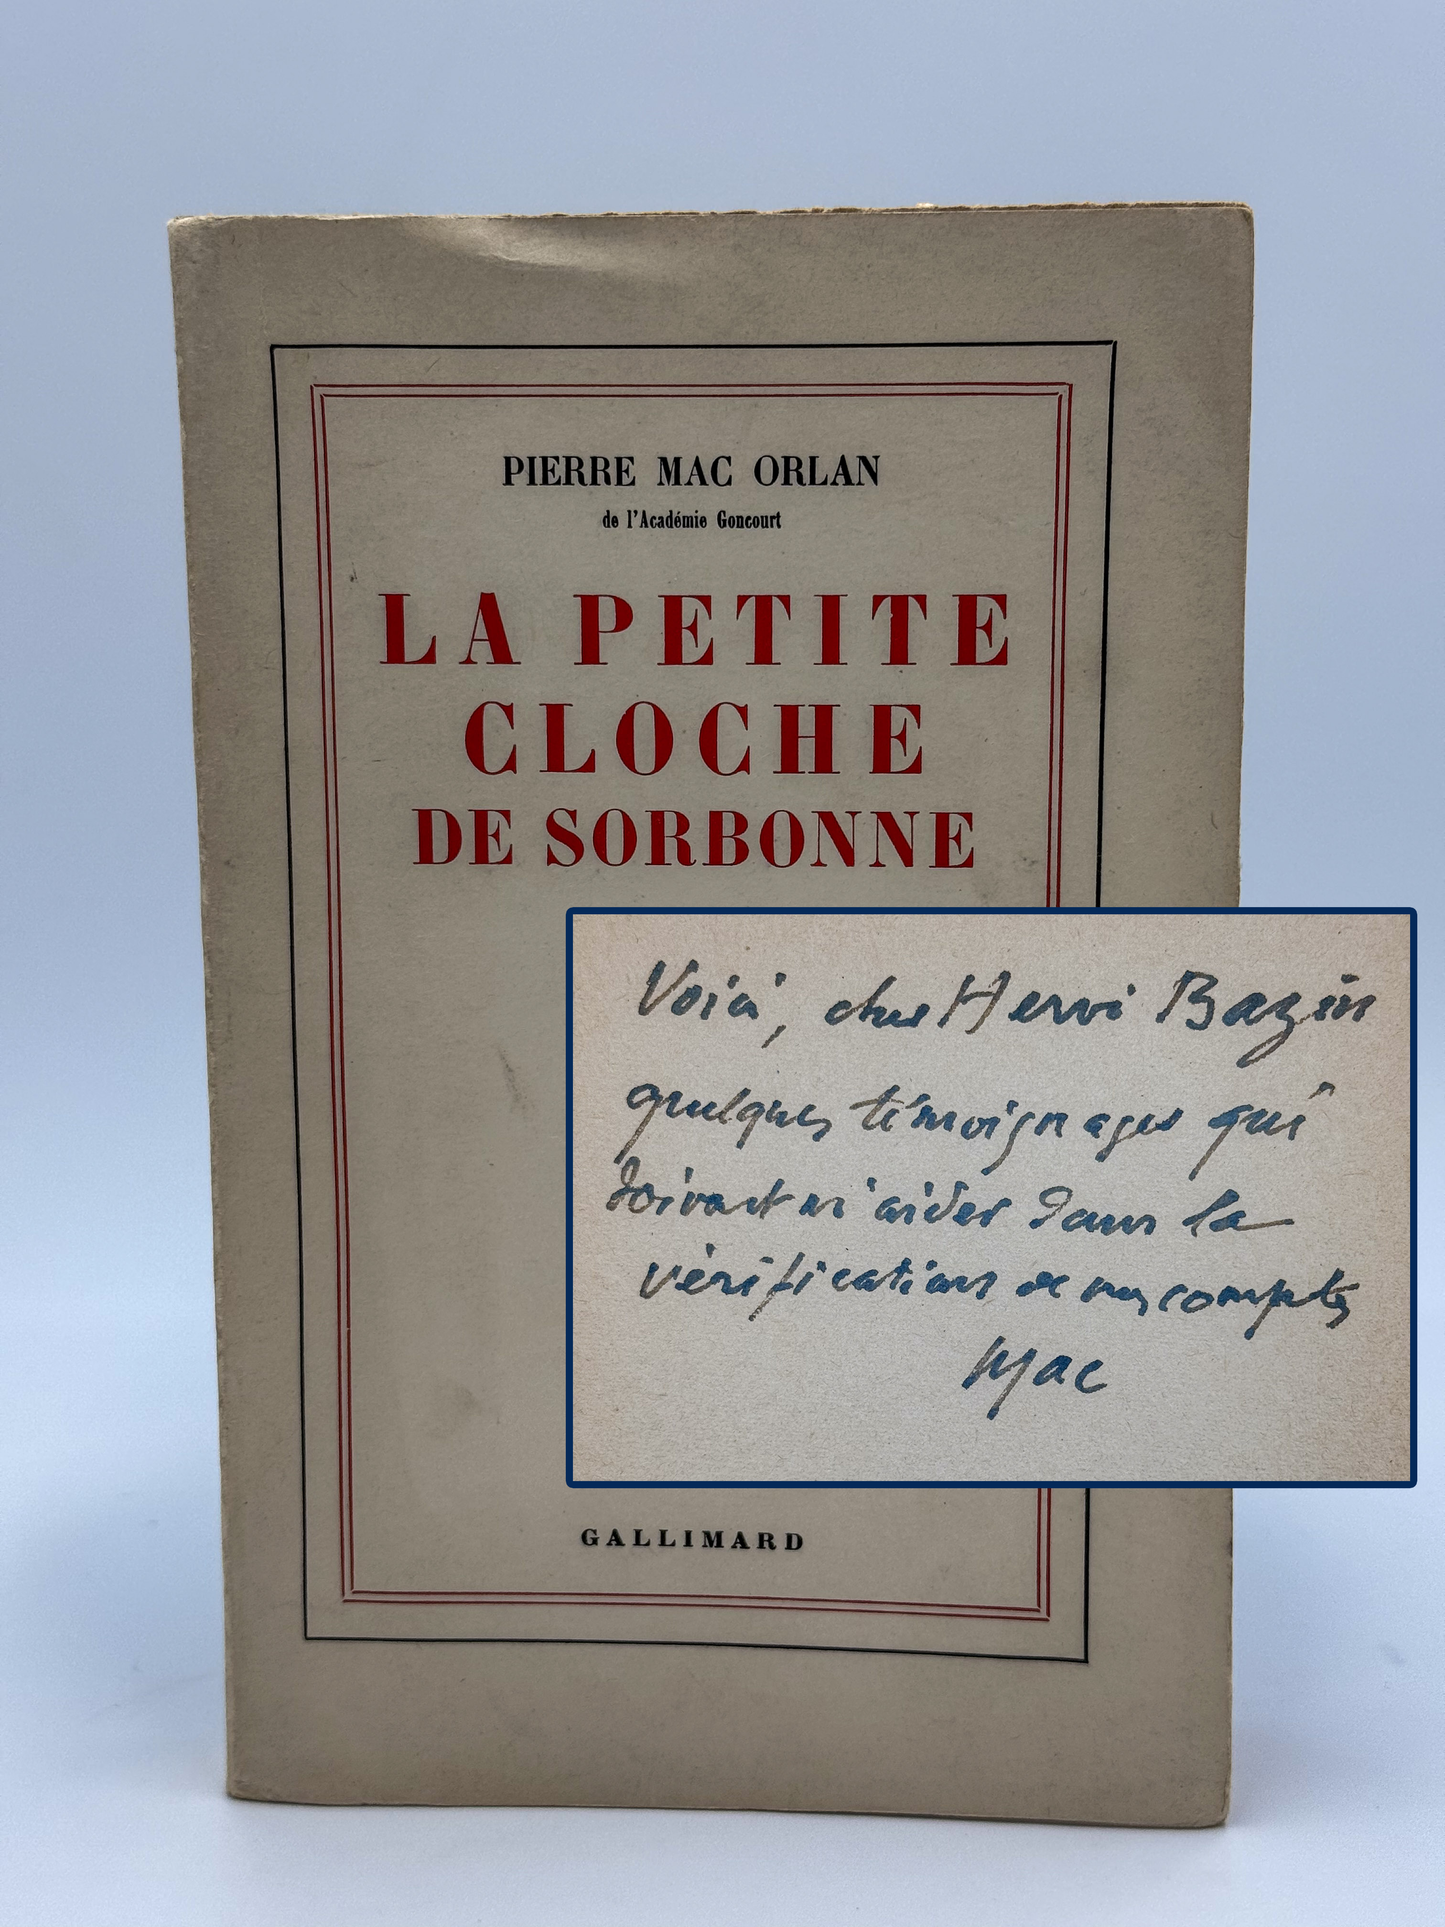 PIERRE MAC ORLAN
de l'Académie Goncourt
LA PETITE
CLOCHE
DE SORBONNE
Voici, cher Hervé Bazin
quelques témoignages qui
doivent m'aider dans la
vérifications de mes comptes
Mac
GALLIMARD